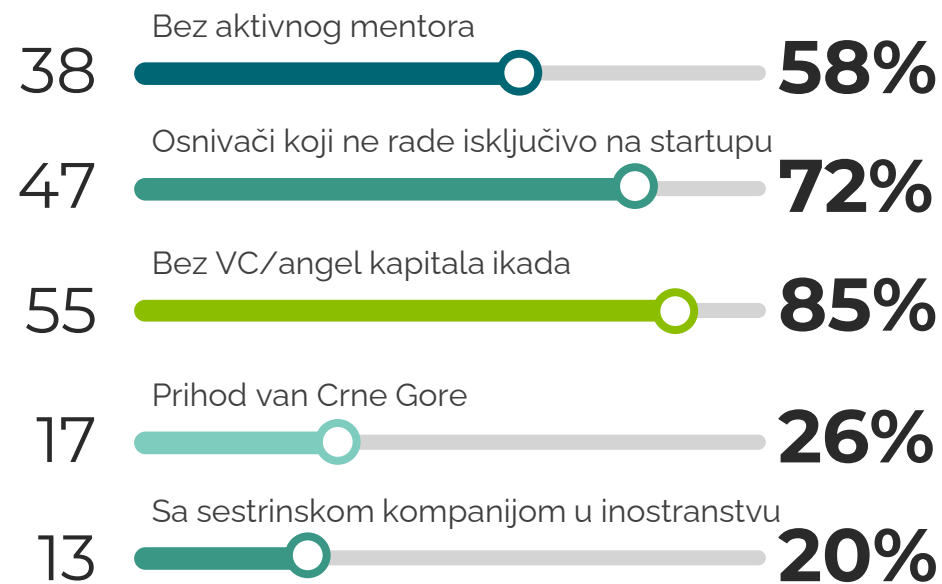 Bez aktivnog mentora
38 58%
Osnivači koji ne rade isključivo na startupu
47 72%
Bez VC/angel kapitala ikada
55 85%
Prihod van Crne Gore
17 26%
Sa sestrinskom kompanijom u inostranstvu
13 20%